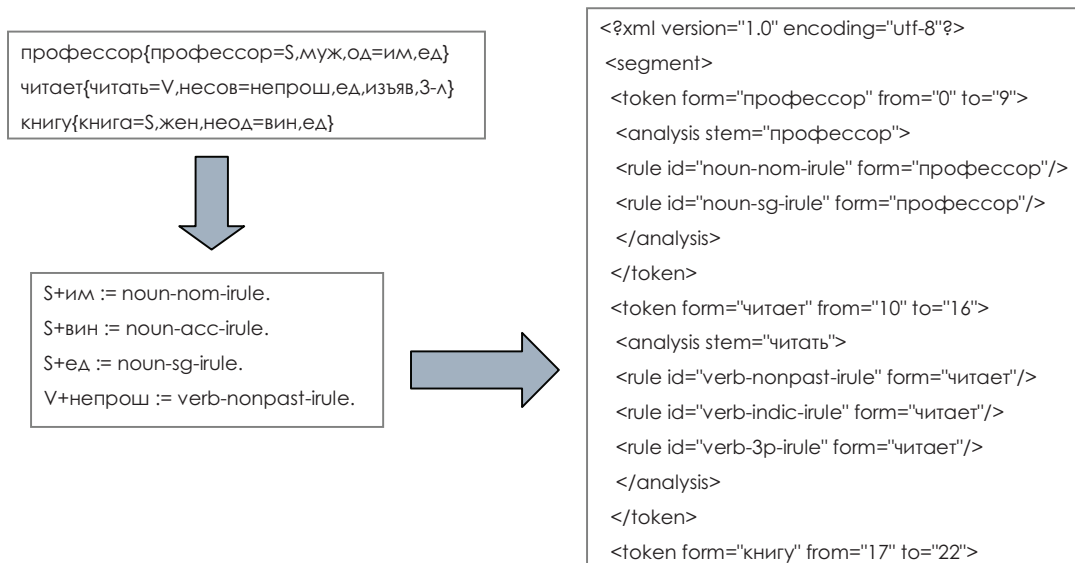 профессор{профессор=S,муж,од=им,ед}
читает{читать=V,несов=непрош,ед,изъяв,3-л}
книгу{книга=S,жен,неод=вин,ед}
S+им := noun-nom-irule.
S+вин := noun-acc-irule.
S+ед := noun-sg-irule.
V+непрош := verb-nonpast-irule.
<?xml version="1.0" encoding="utf-8"?>
<segment>
<token form="профессор" from="0" to="9">
<analysis stem="профессор">
<rule id="noun-nom-irule" form="профессор"/>
<rule id="noun-sg-irule" form="профессор"/>
</analysis>
</token>
<token form="читает" from="10" to="16">
<analysis stem="читать">
<rule id="verb-nonpast-irule" form="читает"/>
<rule id="verb-indic-irule" form="читает"/>
<rule id="verb-3p-irule" form="читает"/>
</analysis>
</token>
<token form="книгу" from="17" to="22">